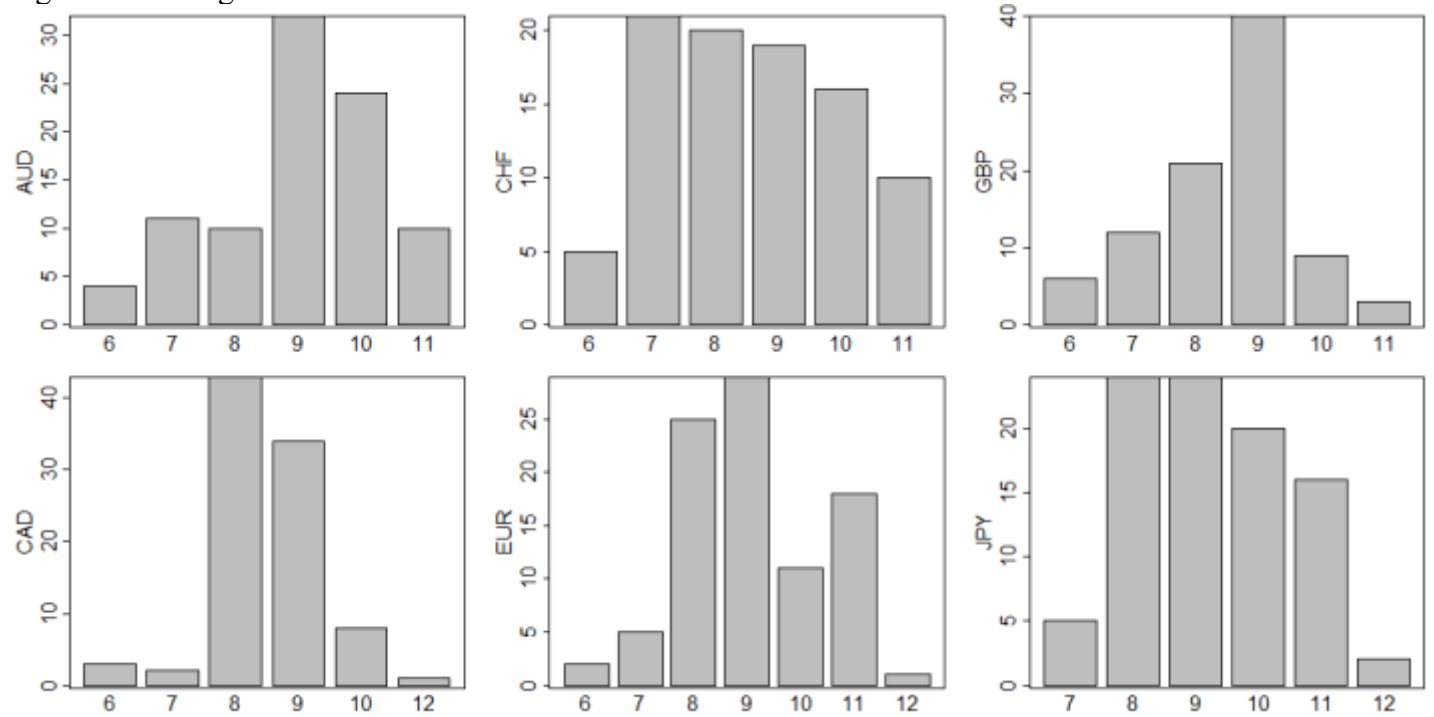 AUD
0 5 10 15 20 25 30
6 7 8 9 10 11
CHF
0 5 10 15 20
6 7 8 9 10 11
GBP
0 10 20 30 40
6 7 8 9 10 11
CAD
0 10 20 30 40
6 7 8 9 10 12
EUR
0 5 10 15 20 25
6 7 8 9 10 11 12
JPY
0 5 10 15 20
7 8 9 10 11 12